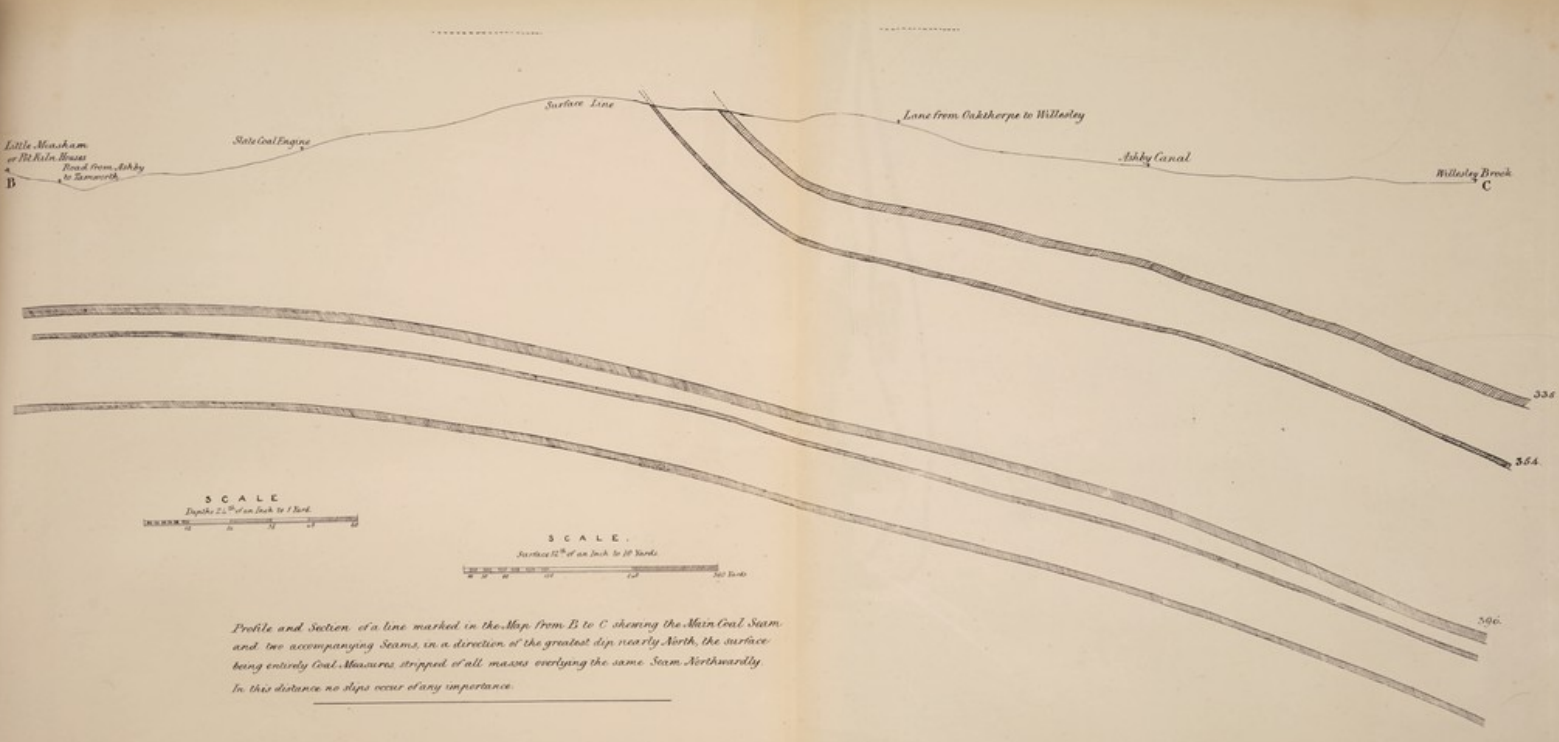 Surface Line
Lane from Oakthorpe to Willesley
Little Measham
or Pit Kiln Houses
Road from Ashby
to Tamworth
B
Slate Coal Engine
Ashby Canal
Willesley Brook
C
335
354
396
SCALE
Depths 24th of an Inch to 1 Yard.
SCALE.
Surface 12th of an Inch to 10 Yards.
Yards
Profile and Section of a line marked in the Map from B to C shewing the Main Coal Seam
and two accompanying Seams, in a direction of the greatest dip nearly North, the surface
being entirely Coal Measures, stripped of all masses overlying the same Seam Northwardly.
In this distance no slips occur of any importance.